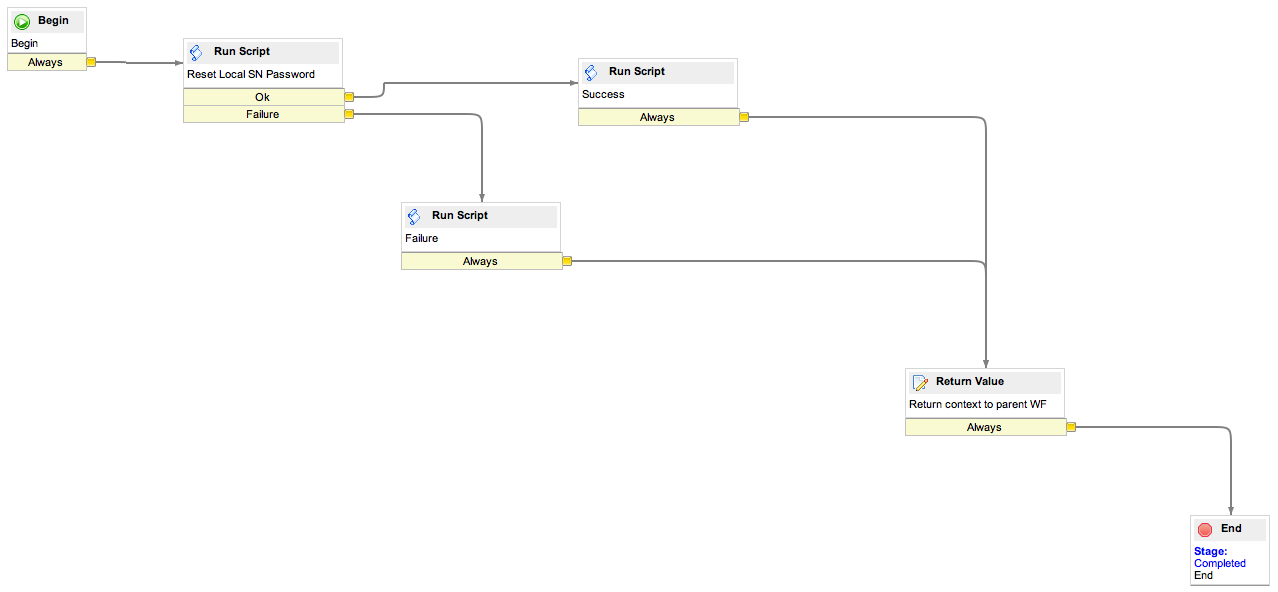 Begin
Begin
Always
Run Script
Reset Local SN Password
Ok
Failure
Run Script
Success
Always
Run Script
Failure
Always
Return Value
Return context to parent WF
Always
End
Stage:
Completed
End